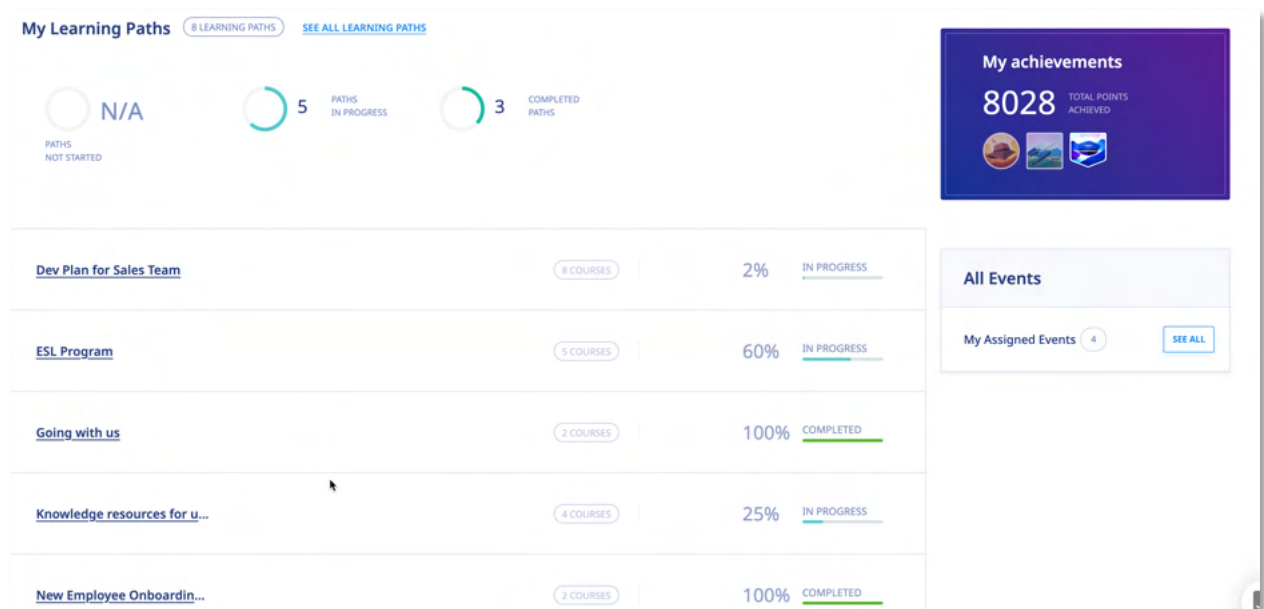 My Learning Paths 8 LEARNING PATHS SEE ALL LEARNING PATHS
N/A
PATHS
NOT STARTED
5 PATHS
IN PROGRESS
3 COMPLETED
PATHS
My achievements
8028 TOTAL POINTS
ACHIEVED
Dev Plan for Sales Team 8 COURSES 2% IN PROGRESS
ESL Program 5 COURSES 60% IN PROGRESS
Going with us 2 COURSES 100% COMPLETED
Knowledge resources for u... 4 COURSES 25% IN PROGRESS
New Employee Onboardin... 2 COURSES 100% COMPLETED
All Events
My Assigned Events 4 SEE ALL